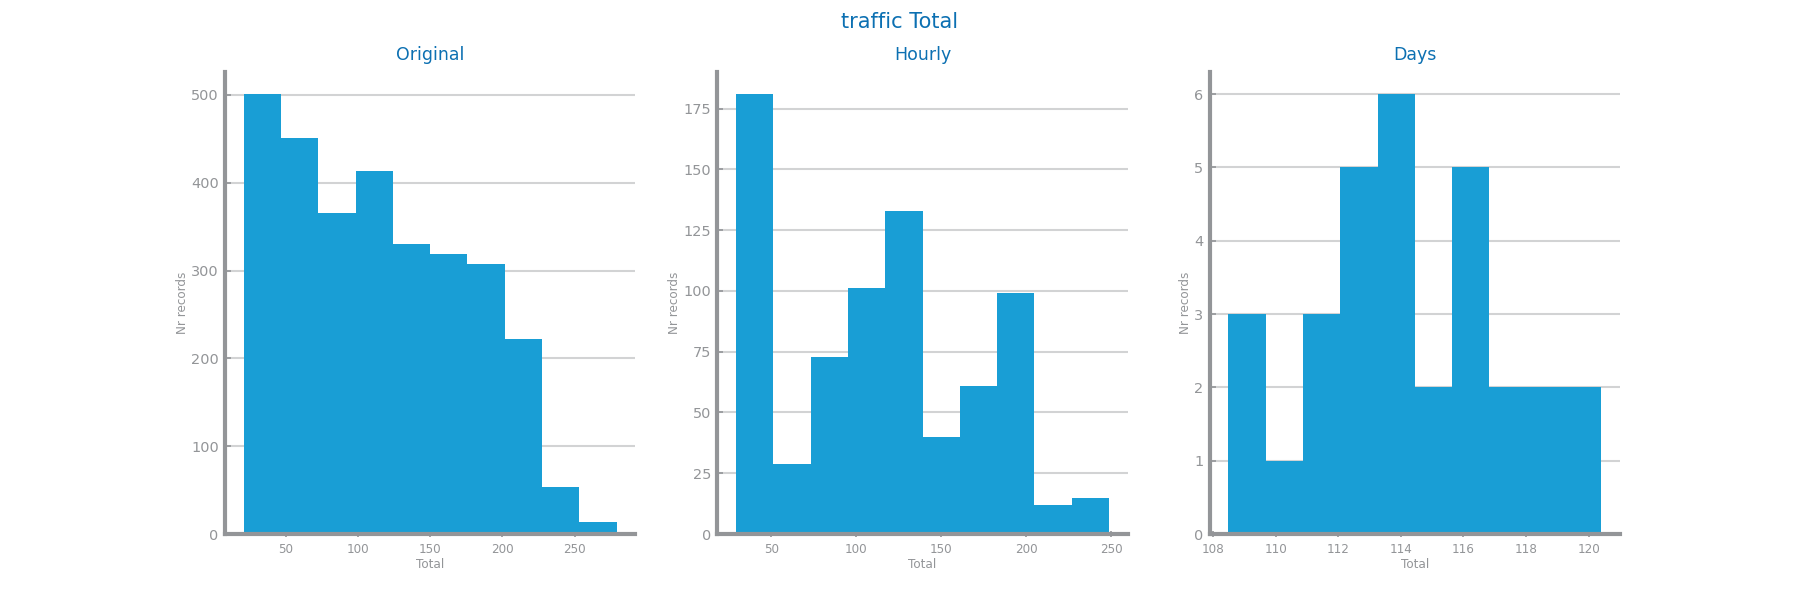 traffic Total
Original
500
400
300
200
100
0
Nr records
50 100 150 200 250
Total
Hourly
175
150
125
100
75
50
25
0
Nr records
50 100 150 200 250
Total
Days
6
5
4
3
2
1
0
Nr records
108 110 112 114 116 118 120
Total